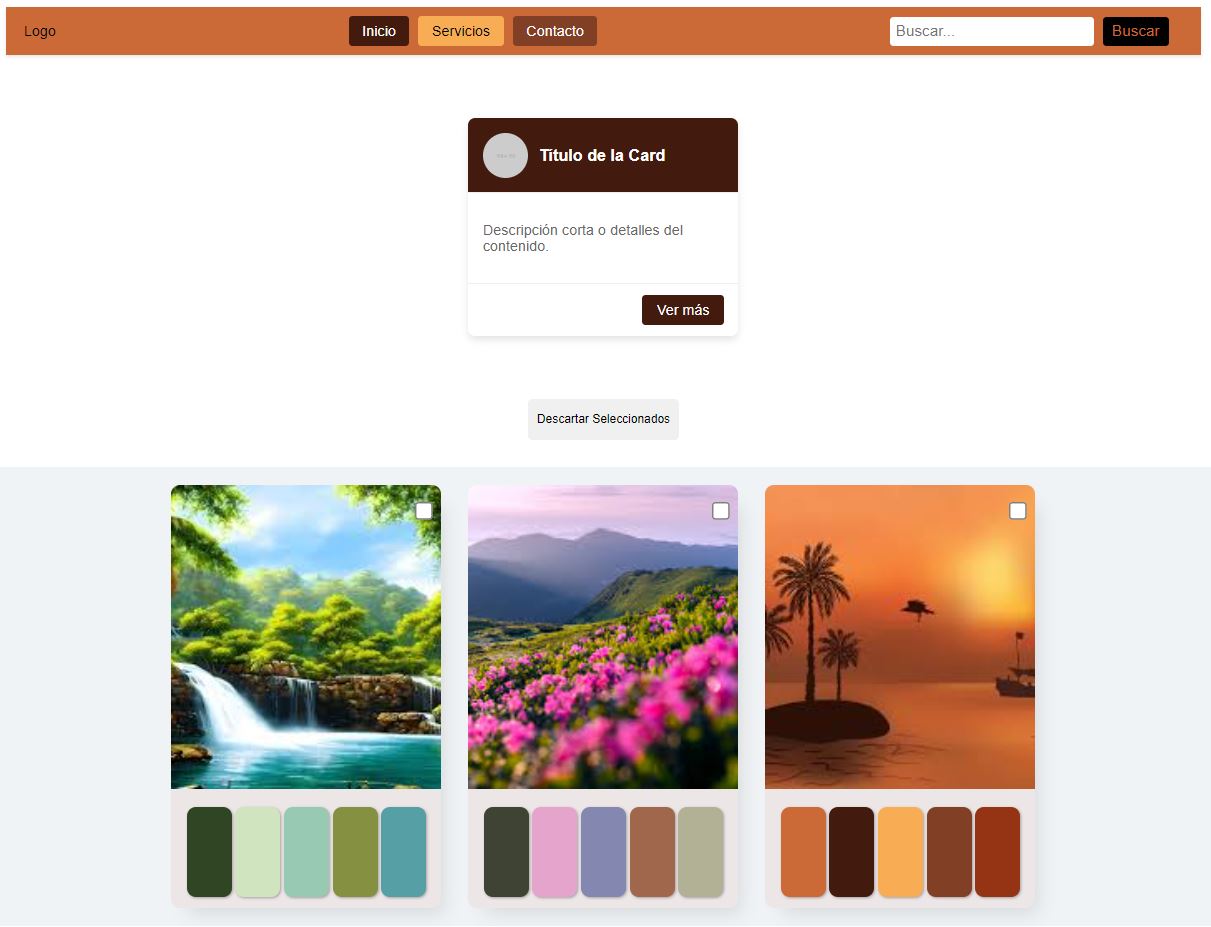 Logo
Inicio
Servicios
Contacto
Buscar...
Buscar
Título de la Card
Descripción corta o detalles del
contenido.
Ver más
Descartar Seleccionados